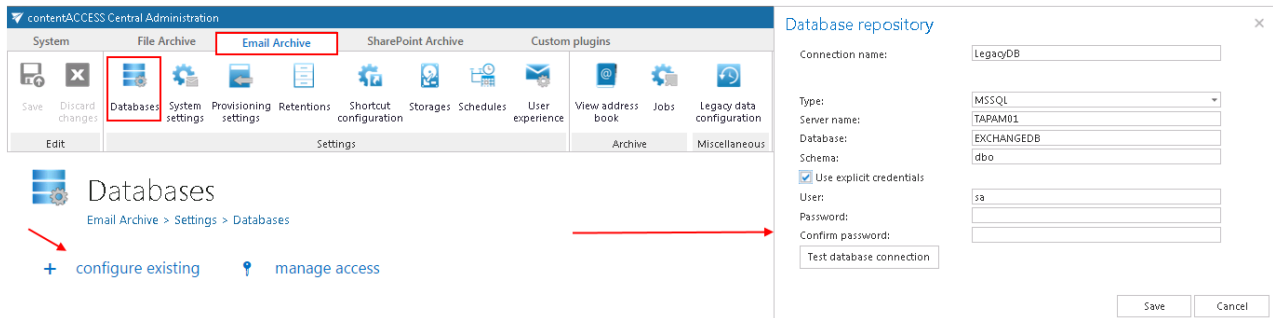 contentACCESS Central Administration
System File Archive Email Archive SharePoint Archive Custom plugins
Save Discard changes Databases System settings Provisioning settings Retentions Shortcut configuration Storages Schedules User experience View address book Jobs Legacy data configuration
Edit Settings Archive Miscellaneous
Databases
Email Archive > Settings > Databases
+ configure existing manage access
Database repository
Connection name: LegacyDB
Type: MSSQL
Server name: TAPAM01
Database: EXCHANGEDB
Schema: dbo
Use explicit credentials
User: sa
Password:
Confirm password:
Test database connection
Save Cancel